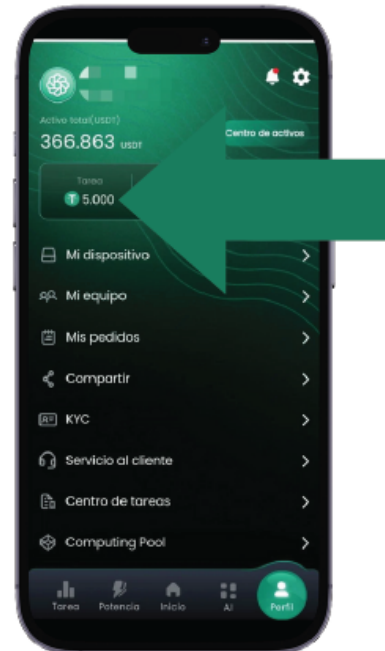 Activo total(USDT)
366.863 USDT
Centro de activos
Tarea
T 5.000
Mi dispositivo
Mi equipo
Mis pedidos
Compartir
KYC
Servicio al cliente
Centro de tareas
Computing Pool
Tarea Potencia Inicio AI Perfil